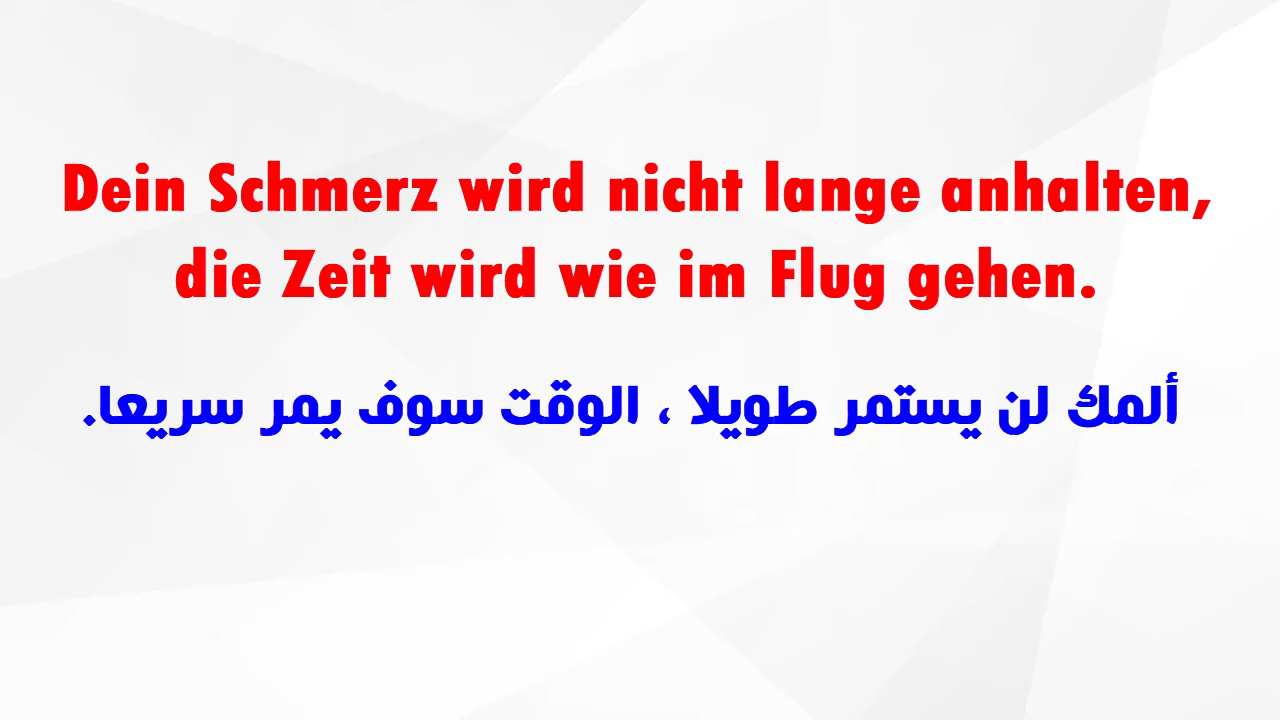 Dein Schmerz wird nicht lange anhalten,
die Zeit wird wie im Flug gehen.
ألمك لن يستمر طويلا ، الوقت سوف يمر سريعا.